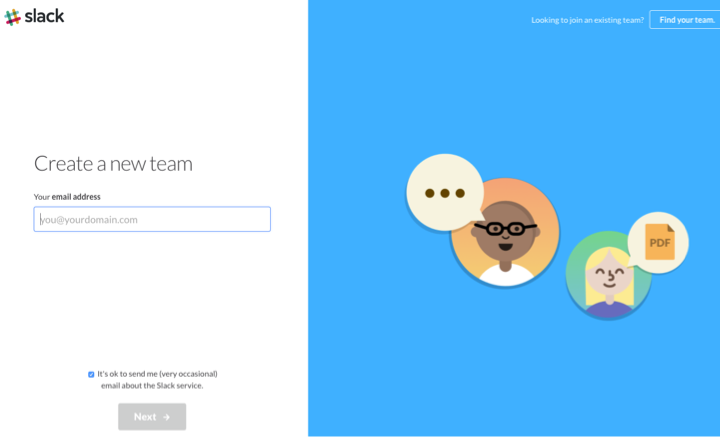 slack
Looking to join an existing team? Find your team.
Create a new team
Your email address
you@yourdomain.com
PDF
It's ok to send me (very occasional)
email about the Slack service.
Next →